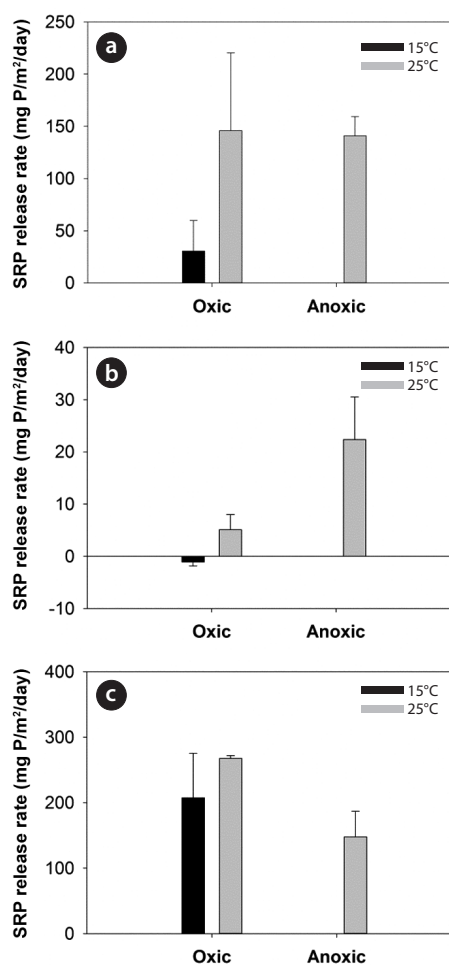 a
15°C
25°C
SRP release rate (mg P/m²/day)
250
200
150
100
50
0
Oxic Anoxic
b
15°C
25°C
SRP release rate (mg P/m²/day)
40
30
20
10
0
-10
Oxic Anoxic
c
15°C
25°C
SRP release rate (mg P/m²/day)
400
300
200
100
0
Oxic Anoxic